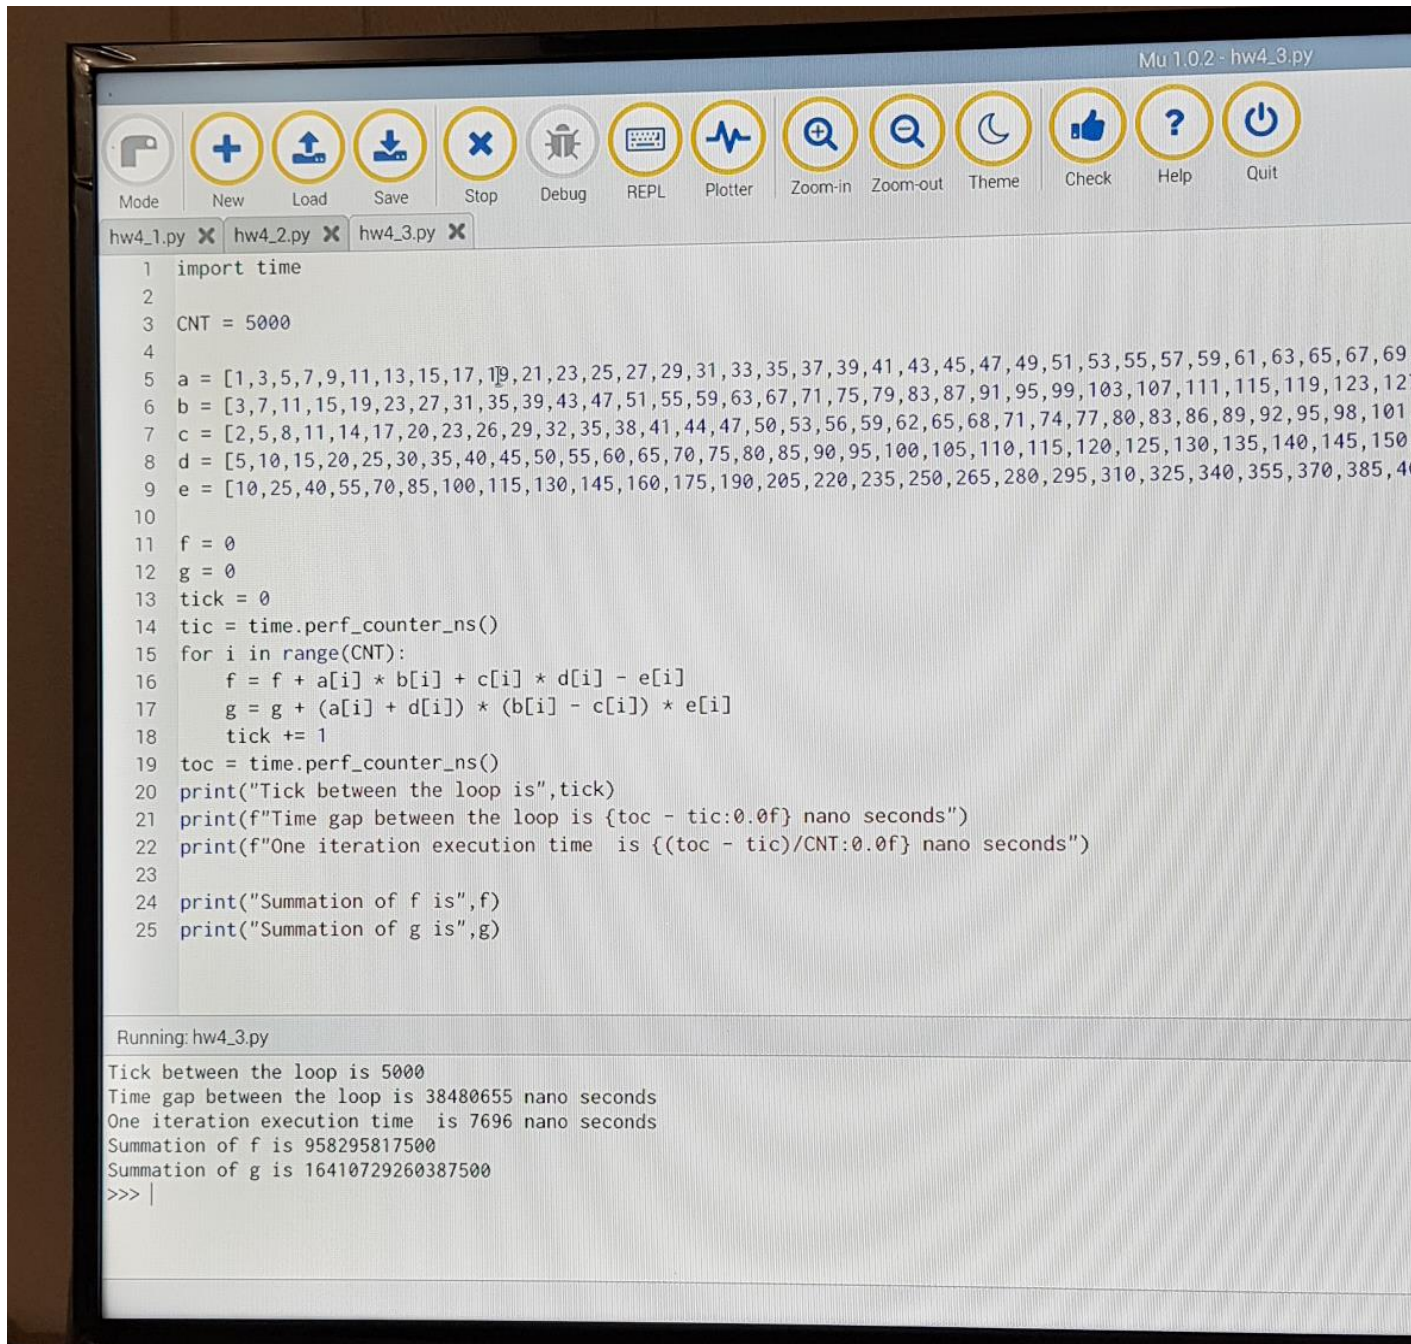 Mu 1.0.2 - hw4_3.py
Mode New Load Save Stop Debug REPL Plotter Zoom-in Zoom-out Theme Check Help Quit
hw4_1.py hw4_2.py hw4_3.py
1 import time
2
3 CNT = 5000
4
5 a = [1,3,5,7,9,11,13,15,17,19,21,23,25,27,29,31,33,35,37,39,41,43,45,47,49,51,53,55,57,59,61,63,65,67,69
6 b = [3,7,11,15,19,23,27,31,35,39,43,47,51,55,59,63,67,71,75,79,83,87,91,95,99,103,107,111,115,119,123,12
7 c = [2,5,8,11,14,17,20,23,26,29,32,35,38,41,44,47,50,53,56,59,62,65,68,71,74,77,80,83,86,89,92,95,98,101
8 d = [5,10,15,20,25,30,35,40,45,50,55,60,65,70,75,80,85,90,95,100,105,110,115,120,125,130,135,140,145,150
9 e = [10,25,40,55,70,85,100,115,130,145,160,175,190,205,220,235,250,265,280,295,310,325,340,355,370,385,4
10
11 f = 0
12 g = 0
13 tick = 0
14 tic = time.perf_counter_ns()
15 for i in range(CNT):
16     f = f + a[i] * b[i] + c[i] * d[i] - e[i]
17     g = g + (a[i] + d[i]) * (b[i] - c[i]) * e[i]
18     tick += 1
19 toc = time.perf_counter_ns()
20 print("Tick between the loop is",tick)
21 print(f"Time gap between the loop is {toc - tic:0.0f} nano seconds")
22 print(f"One iteration execution time  is {(toc - tic)/CNT:0.0f} nano seconds")
23
24 print("Summation of f is",f)
25 print("Summation of g is",g)
Running: hw4_3.py
Tick between the loop is 5000
Time gap between the loop is 38480655 nano seconds
One iteration execution time  is 7696 nano seconds
Summation of f is 958295817500
Summation of g is 16410729260387500
>>>